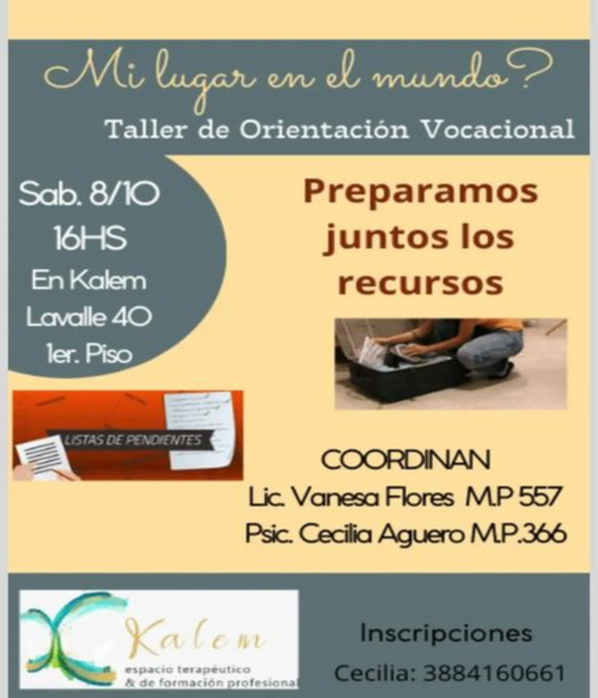 Mi lugar en el mundo?
Taller de Orientación Vocacional
Sab. 8/10
16HS
En Kalem
Lavalle 40
1er. Piso
Preparamos
juntos los
recursos
LISTAS DE PENDIENTES
COORDINAN
Lic. Vanesa Flores M.P 557
Psic. Cecilia Aguero M.P.366
Kalem
espacio terapéutico
& de formación profesional
Inscripciones
Cecilia: 3884160661